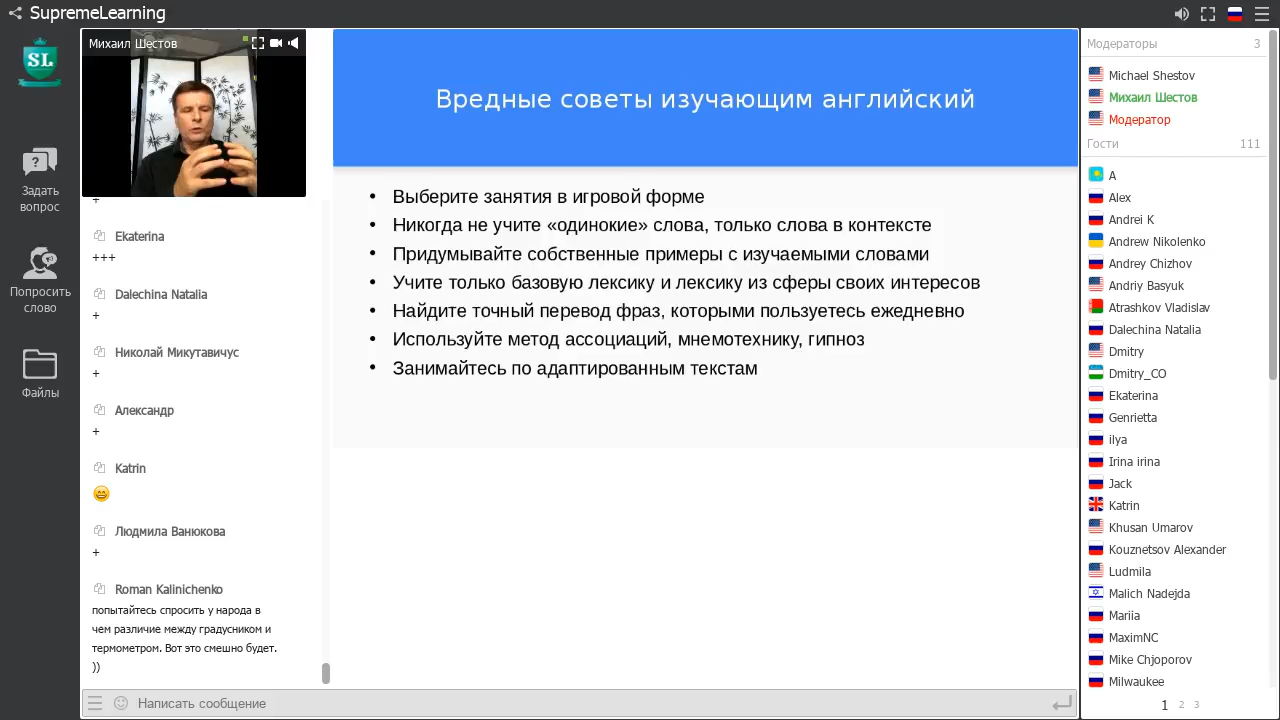 SupremeLearning
SL
Задать
вопрос
Попросить
слово
Файлы
Михаил Шестов
+
Ekaterina
+++
Dalechina Natalia
+
Николай Микутавичус
+
Александр
+
Katrin
Людмила Ванюкова
+
Roman Kalinichenko
попытайтесь спросить у народа в
чем различие между градусником и
термометром. Вот это смешно будет.
))
Написать сообщение
Вредные советы изучающим английский
• Выберите занятия в игровой форме
• Никогда не учите «одинокие» слова, только слова в контексте
• Придумывайте собственные примеры с изучаемыми словами
• Учите только базовую лексику и лексику из сферы своих интересов
• Найдите точный перевод фраз, которыми пользуетесь ежедневно
• Используйте метод ассоциаций, мнемотехнику, гипноз
• Занимайтесь по адаптированным текстам
Модераторы 3
Michael Shestov
Михаил Шестов
Модератор
Гости 111
A
Alex
Andrei K
Andrew Nikolenko
Andrey Chizhov
Andriy Basyuk
Atrashkov Vladislav
Dalechina Natalia
Dmitry
Dmitry_CO
Ekaterina
Genrietta
ilya
Irina irina
Jack
Katrin
Khusan Umarov
Kouznetsov Alexander
Ludmila
Malich Nadejda
Mariia
MaximNC
Mike Chjoporov
Milwaukee
1 2 3